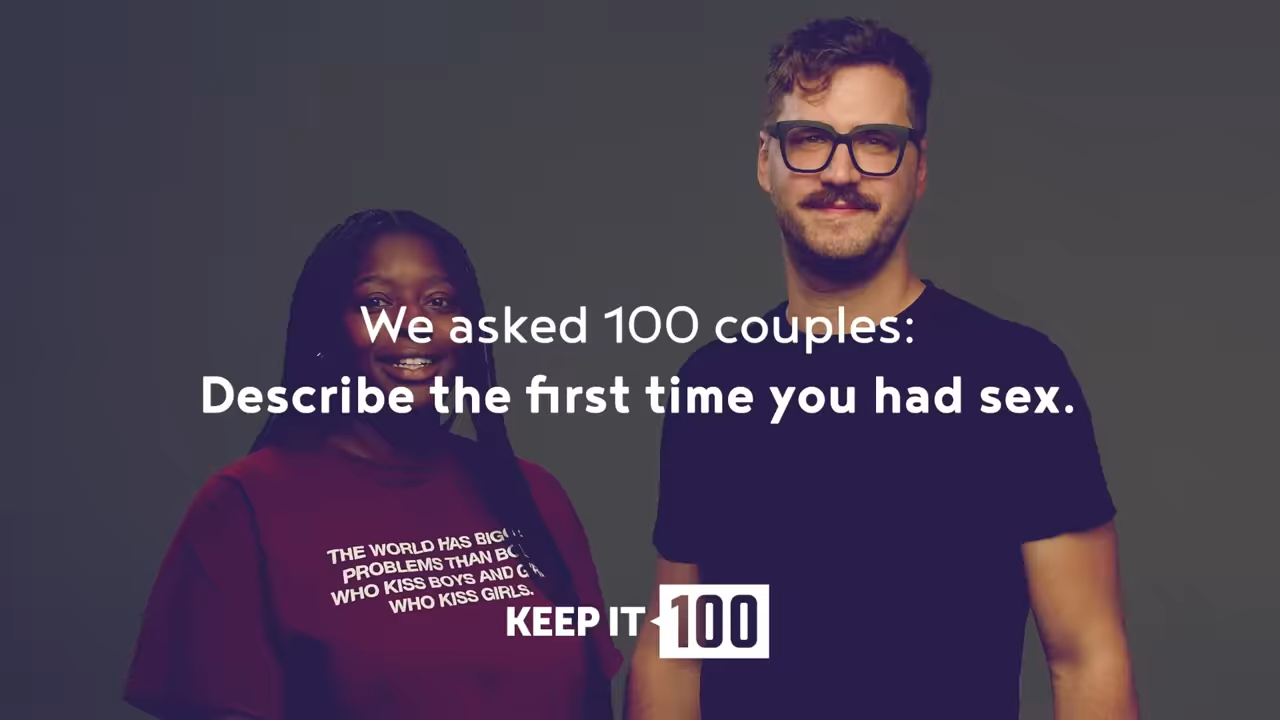 We asked 100 couples:
Describe the first time you had sex.
THE WORLD HAS
PROBLEMS THAN
WHO KISS BOYS AND
WHO KISS GIRLS.
KEEP IT 100